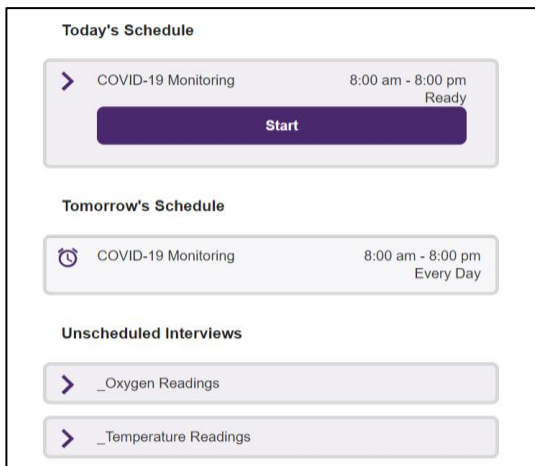 Today's Schedule
COVID-19 Monitoring 8:00 am - 8:00 pm
Ready
Start
Tomorrow's Schedule
COVID-19 Monitoring 8:00 am - 8:00 pm
Every Day
Unscheduled Interviews
_Oxygen Readings
_Temperature Readings